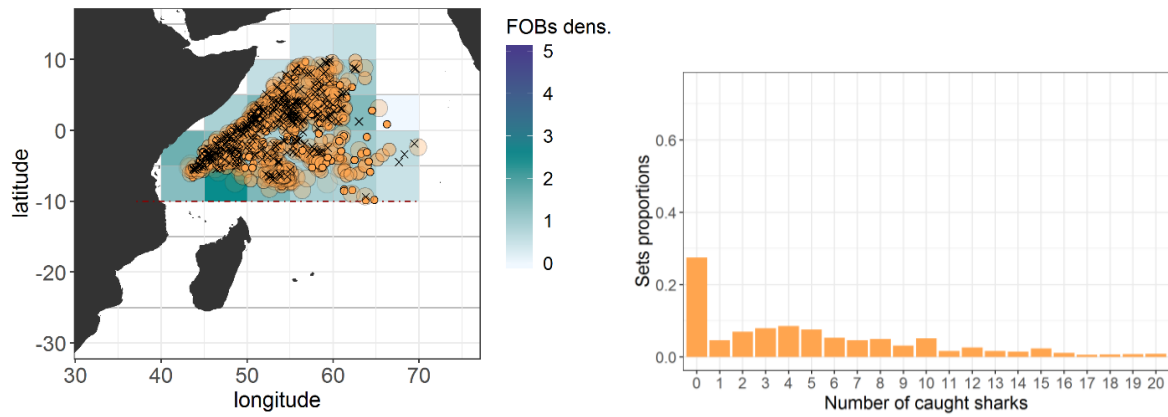 FOBs dens.
10
0
-10
-20
-30
latitude
30 40 50 60 70
longitude
5
4
3
2
1
0
Sets proportions
0.6
0.4
0.2
0.0
0 1 2 3 4 5 6 7 8 9 10 11 12 13 14 15 16 17 18 19 20
Number of caught sharks